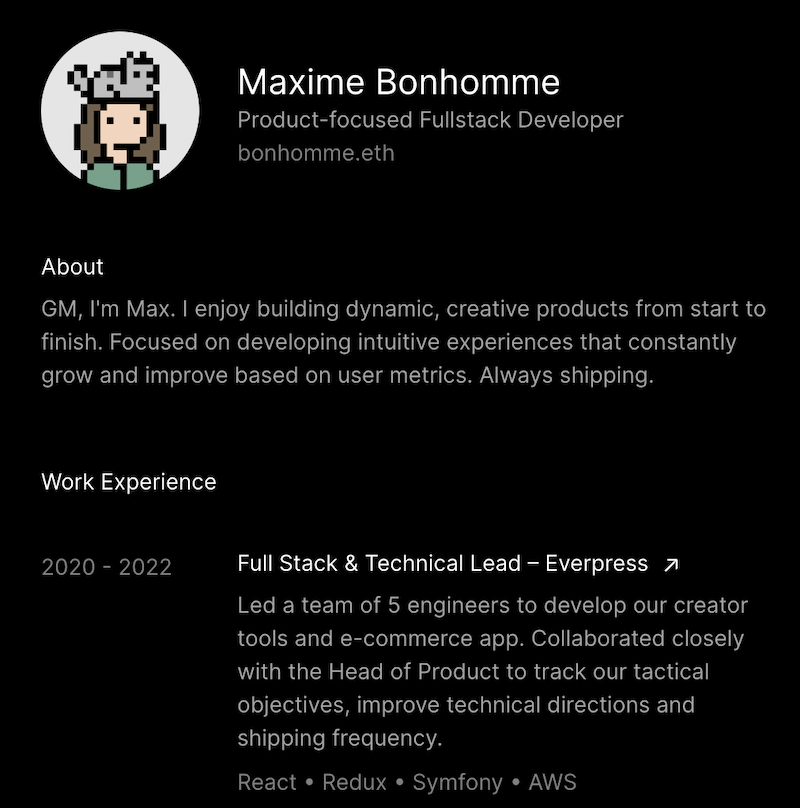 Maxime Bonhomme
Product-focused Fullstack Developer
bonhomme.eth
About
GM, I'm Max. I enjoy building dynamic, creative products from start to
finish. Focused on developing intuitive experiences that constantly
grow and improve based on user metrics. Always shipping.
Work Experience
2020 - 2022
Full Stack & Technical Lead – Everpress ↗
Led a team of 5 engineers to develop our creator
tools and e-commerce app. Collaborated closely
with the Head of Product to track our tactical
objectives, improve technical directions and
shipping frequency.
React • Redux • Symfony • AWS